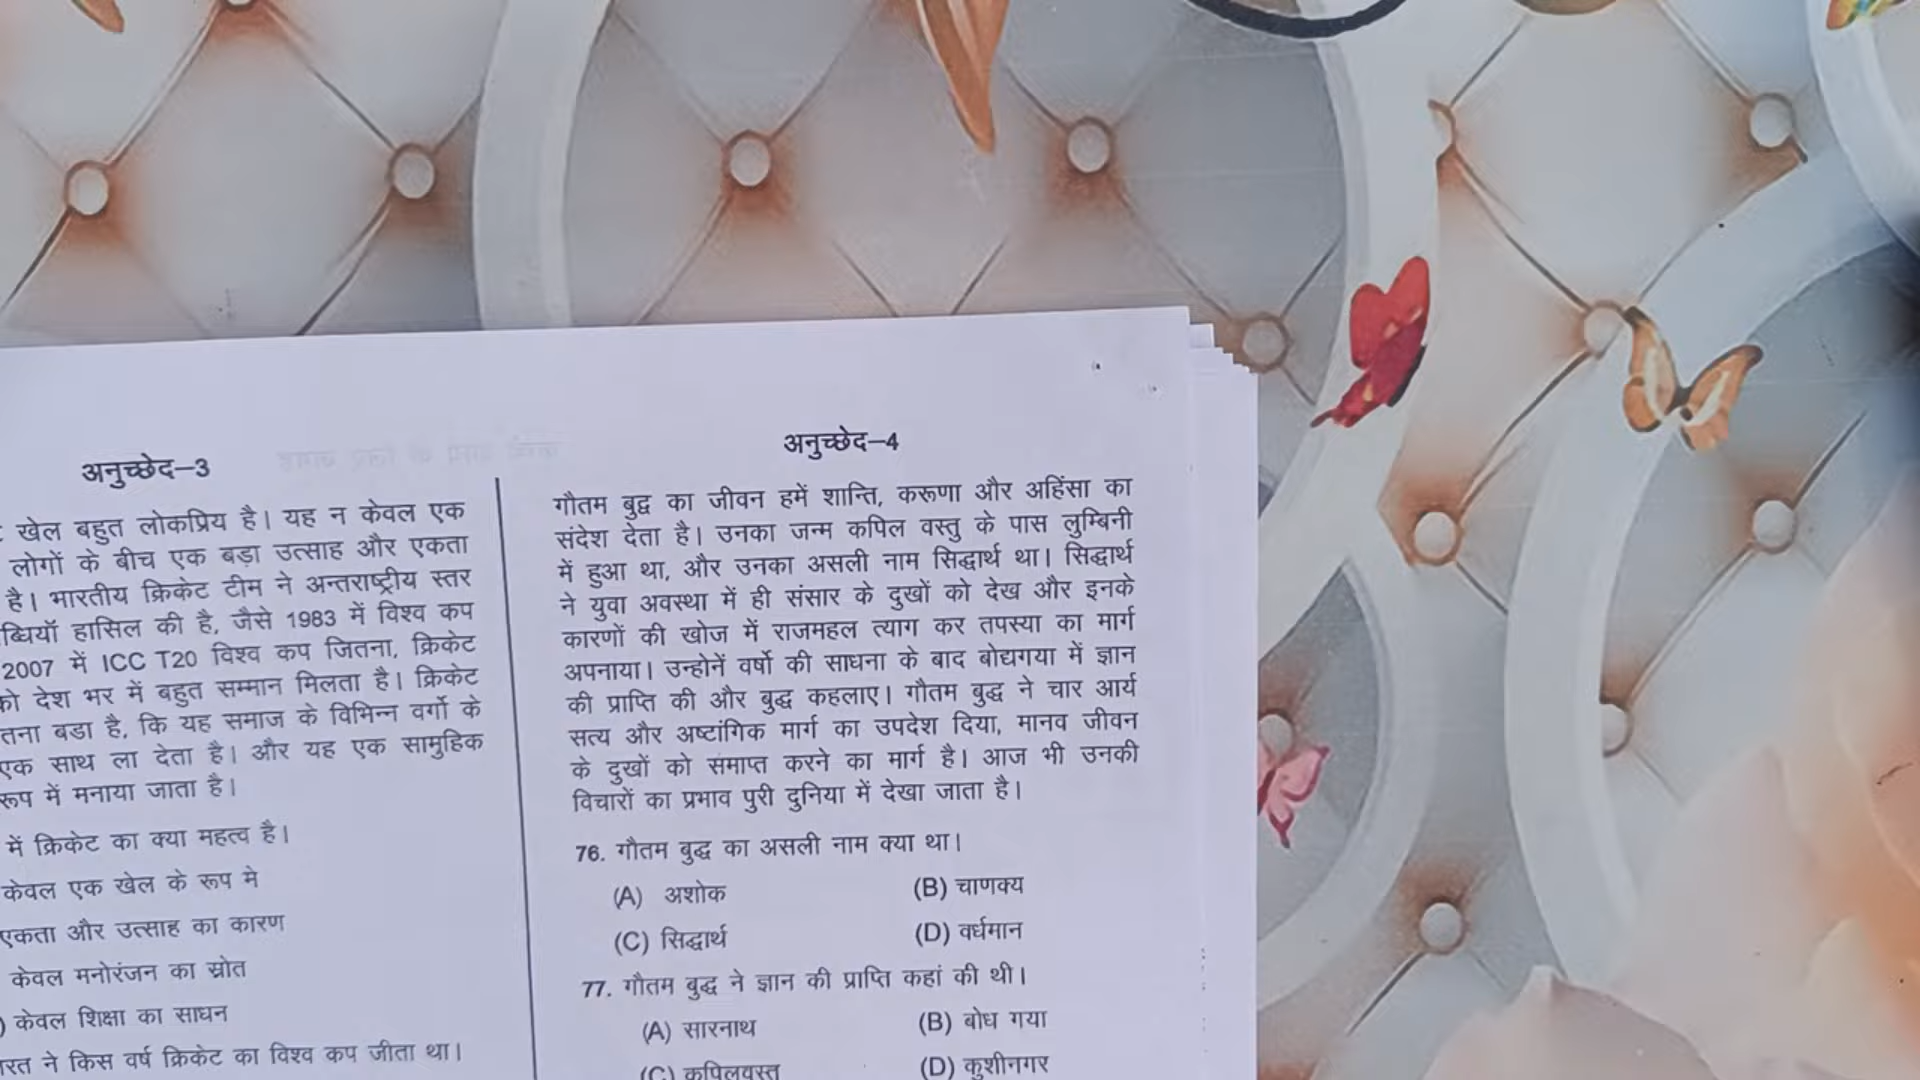 अनुच्छेद–3
खेल बहुत लोकप्रिय है। यह न केवल एक
लोगों के बीच एक बड़ा उत्साह और एकता
है। भारतीय क्रिकेट टीम ने अन्तराष्ट्रीय स्तर
हासिल की है, जैसे 1983 में विश्व कप
2007 में ICC T20 विश्व कप जितना, क्रिकेट
को देश भर में बहुत सम्मान मिलता है। क्रिकेट
बडा है, कि यह समाज के विभिन्न वर्गो के
एक साथ ला देता है। और यह एक सामुहिक
रूप में मनाया जाता है।
में क्रिकेट का क्या महत्व है।
केवल एक खेल के रूप मे
एकता और उत्साह का कारण
केवल मनोरंजन का स्रोत
) केवल शिक्षा का साधन
ने किस वर्ष क्रिकेट का विश्व कप जीता था।
अनुच्छेद–4
गौतम बुद्व का जीवन हमें शान्ति, करूणा और अहिंसा का
संदेश देता है। उनका जन्म कपिल वस्तु के पास लुम्बिनी
में हुआ था, और उनका असली नाम सिद्धार्थ था। सिद्धार्थ
ने युवा अवस्था में ही संसार के दुखों को देख और इनके
कारणों की खोज में राजमहल त्याग कर तपस्या का मार्ग
अपनाया। उन्होनें वर्षो की साधना के बाद बोद्यगया में ज्ञान
की प्राप्ति की और बुद्ध कहलाए। गौतम बुद्ध ने चार आर्य
सत्य और अष्टांगिक मार्ग का उपदेश दिया, मानव जीवन
के दुखों को समाप्त करने का मार्ग है। आज भी उनकी
विचारों का प्रभाव पुरी दुनिया में देखा जाता है।
76. गौतम बुद्ध का असली नाम क्या था।
(A) अशोक (B) चाणक्य
(C) सिद्धार्थ (D) वर्धमान
77. गौतम बुद्ध ने ज्ञान की प्राप्ति कहां की थी।
(A) सारनाथ (B) बोध गया
(C) कपिलवस्तु (D) कुशीनगर